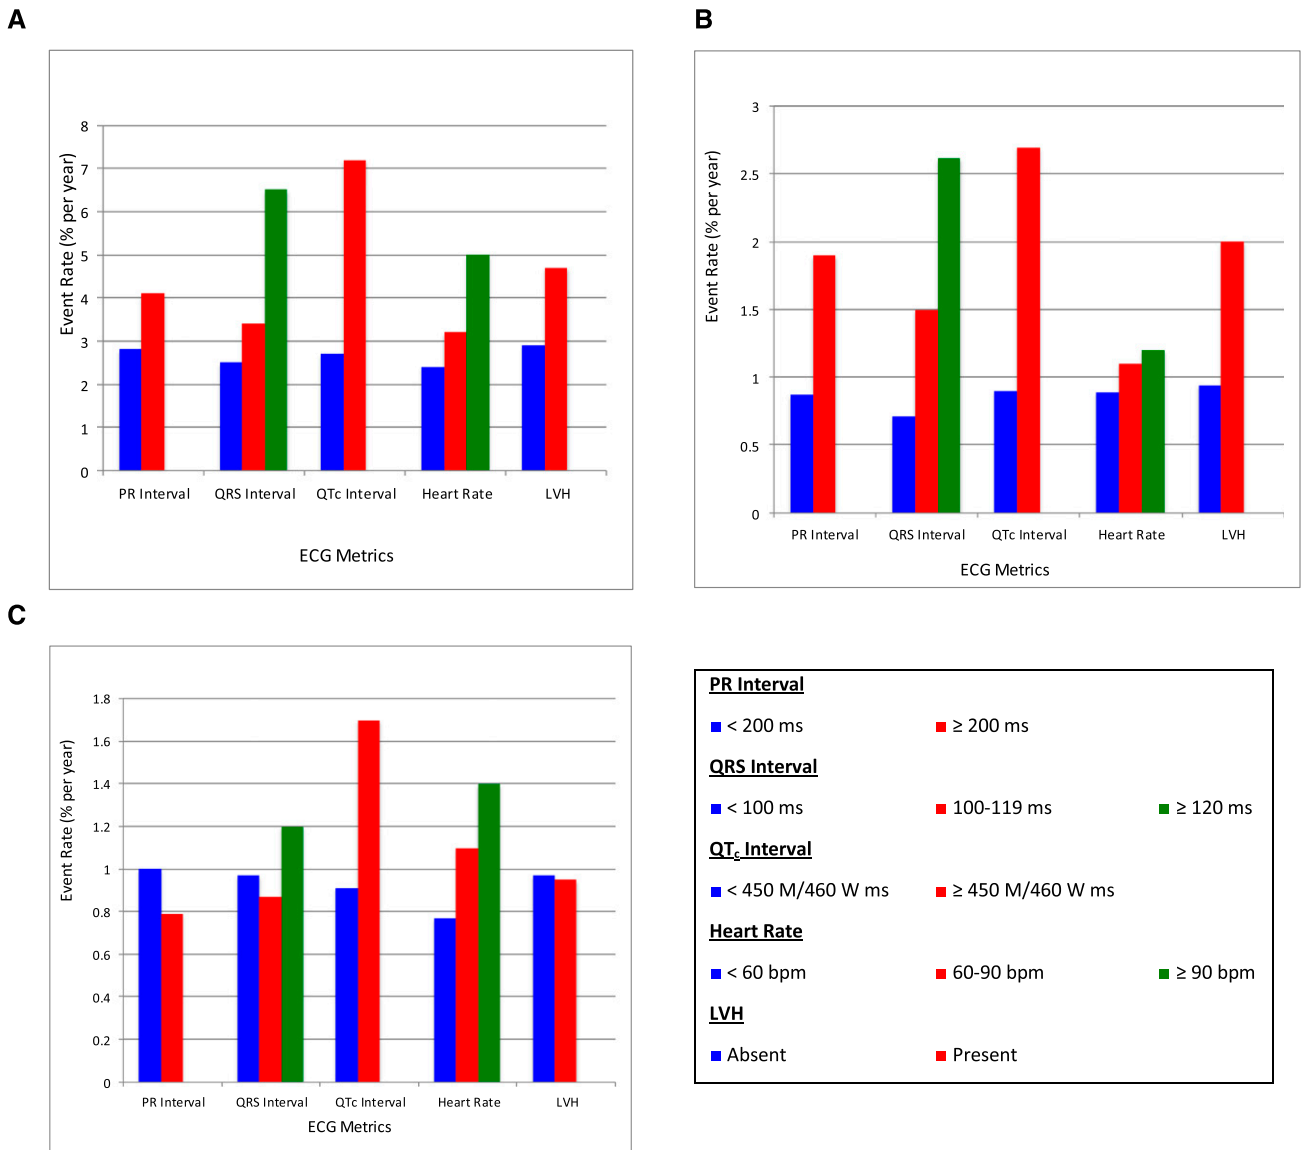 A
8
7
6
5
4
3
2
1
0
Event Rate (% per year)
PR Interval QRS Interval QTc Interval Heart Rate LVH
ECG Metrics
B
3
2.5
2
1.5
1
0.5
0
Event Rate (% per year)
PR Interval QRS Interval QTc Interval Heart Rate LVH
ECG Metrics
C
1.8
1.6
1.4
1.2
1
0.8
0.6
0.4
0.2
0
Event Rate (% per year)
PR Interval QRS Interval QTc Interval Heart Rate LVH
ECG Metrics
PR Interval
< 200 ms ≥ 200 ms
QRS Interval
< 100 ms 100-119 ms ≥ 120 ms
QTc Interval
< 450 M/460 W ms ≥ 450 M/460 W ms
Heart Rate
< 60 bpm 60-90 bpm ≥ 90 bpm
LVH
Absent Present